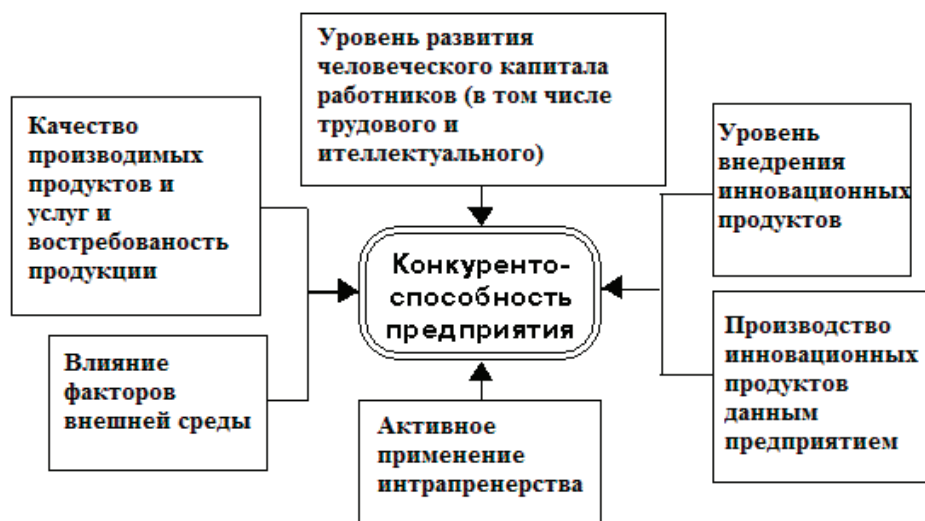 Уровень развития
человеческого капитала
работников (в том числе
трудового и
ителлектуального)
Качество
производимых
продуктов и
услуг и
востребованость
продукции
Уровень
внедрения
инновационных
продуктов
Конкуренто-
способность
предприятия
Влияние
факторов
внешней среды
Производство
инновационных
продуктов
данным
предприятием
Активное
применение
интрапренерства